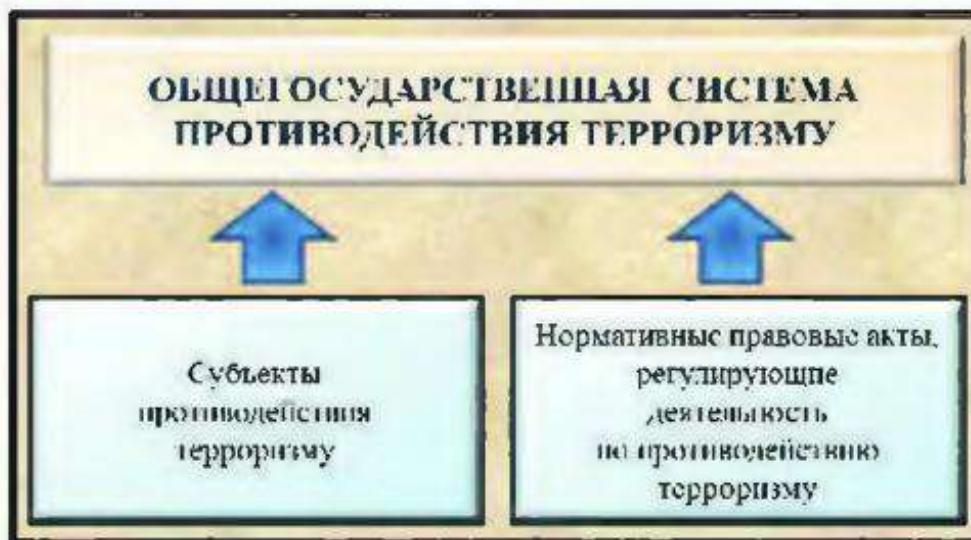 ОБЩЕГОСУДАРСТВЕННАЯ СИСТЕМА
ПРОТИВОДЕЙСТВИЯ ТЕРРОРИЗМУ
Субъекты
противодействия
терроризму
Нормативные правовые акты,
регулирующие
деятельность
по противодействию
терроризму